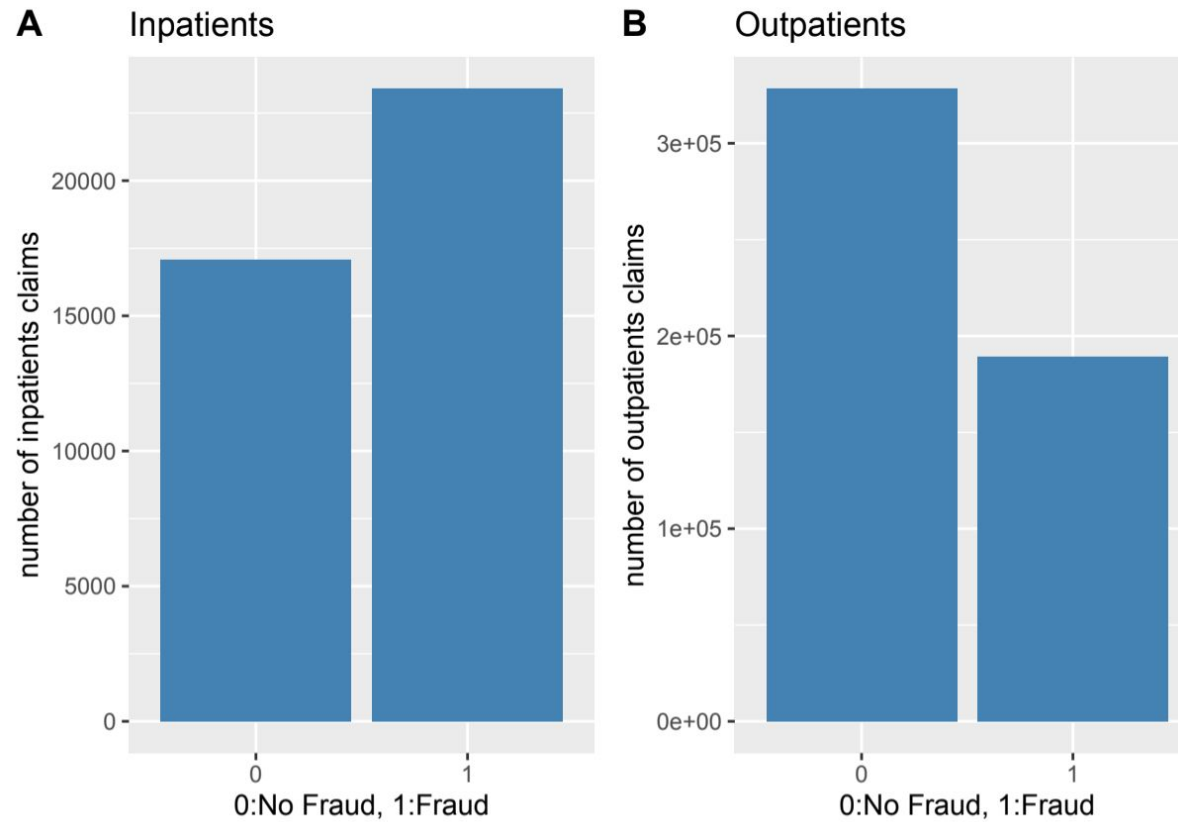 A Inpatients
number of inpatients claims
20000
15000
10000
5000
0
0 1
0:No Fraud, 1:Fraud
B Outpatients
number of outpatients claims
3e+05
2e+05
1e+05
0e+00
0 1
0:No Fraud, 1:Fraud